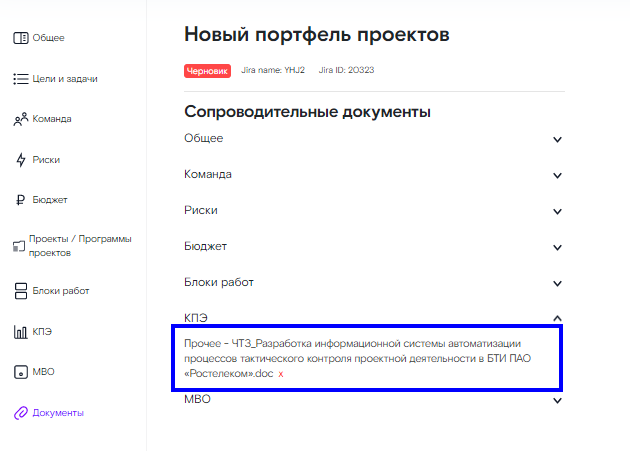 Общее
Цели и задачи
Команда
Риски
Бюджет
Проекты / Программы
проектов
Блоки работ
КПЭ
МВО
Документы
Новый портфель проектов
Черновик Jira name: YHJ2 Jira ID: 20323
Сопроводительные документы
Общее
Команда
Риски
Бюджет
Блоки работ
КПЭ
Прочее - ЧТЗ_Разработка информационной системы автоматизации
процессов тактического контроля проектной деятельности в БТИ ПАО
«Ростелеком».doc x
МВО